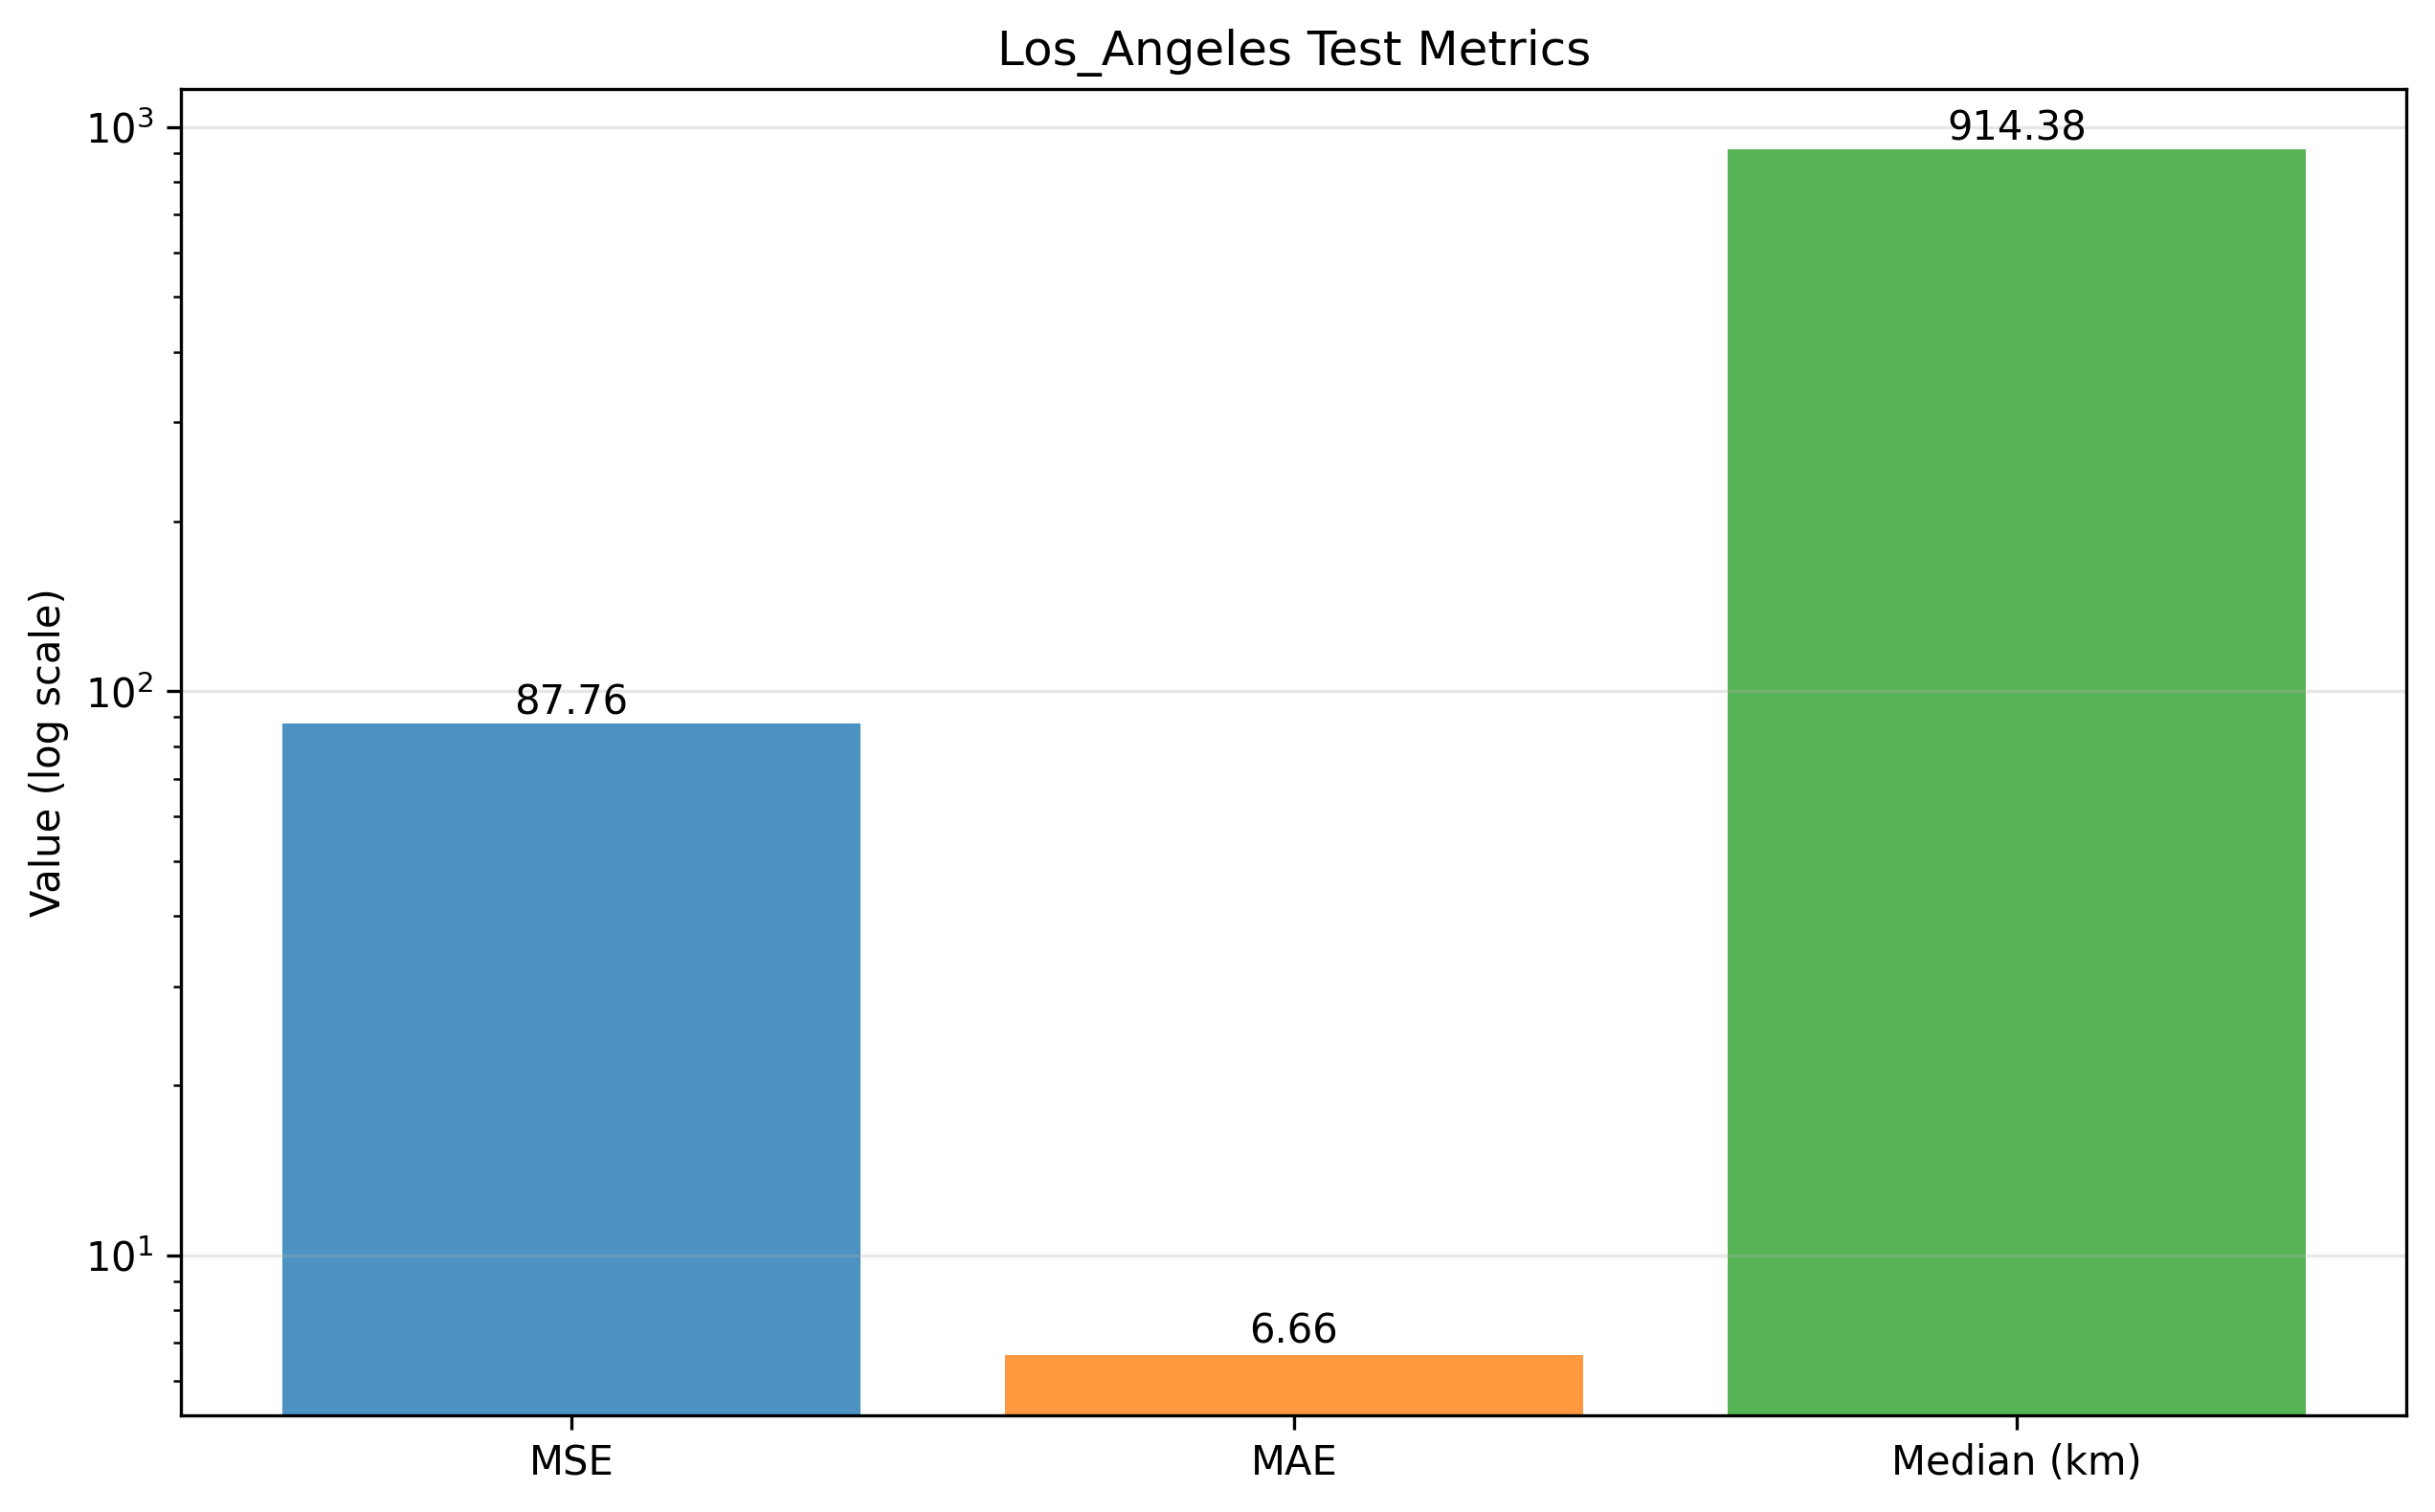 Los_Angeles Test Metrics
Value (log scale)
10³
10²
10¹
87.76
6.66
914.38
MSE
MAE
Median (km)